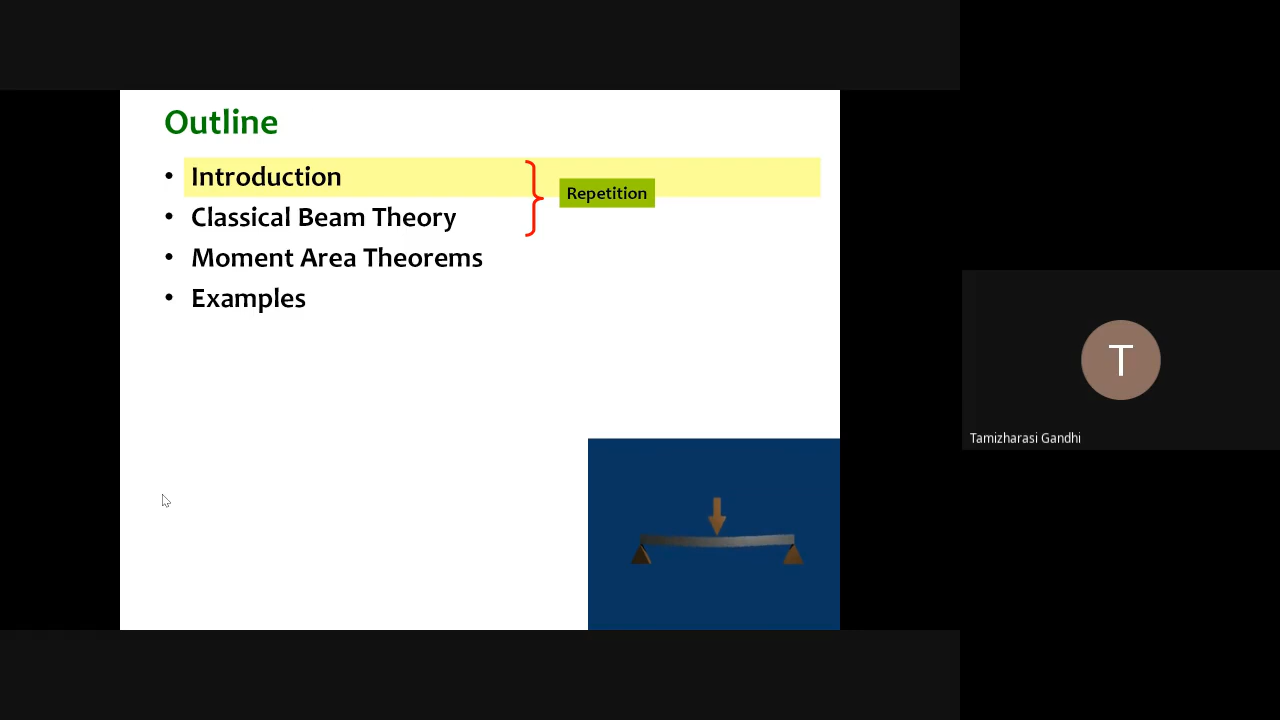 Outline
• Introduction
Repetition
• Classical Beam Theory
• Moment Area Theorems
• Examples
T
Tamizharasi Gandhi